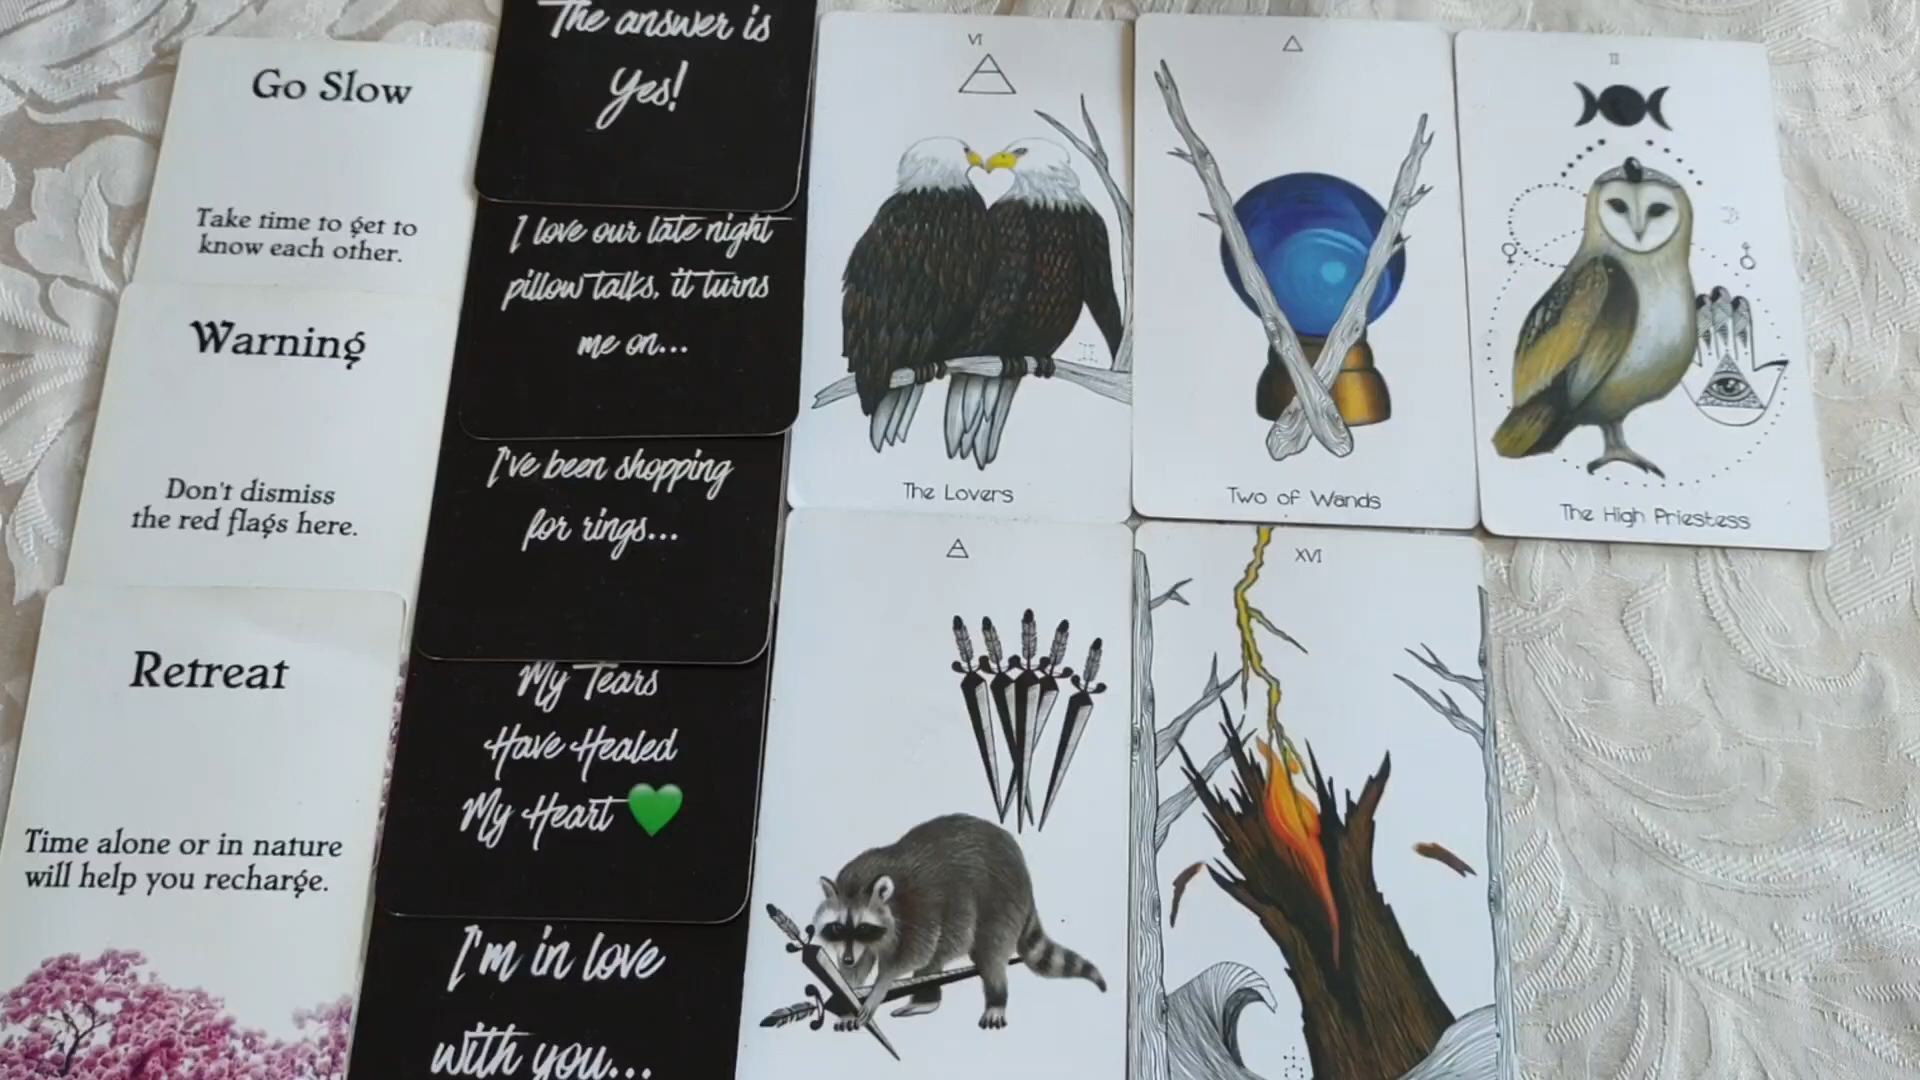 Go Slow
Take time to get to
know each other.
Warning
Don't dismiss
the red flags here.
Retreat
Time alone or in nature
will help you recharge.
The answer is
Yes!
I love our late night
pillow talks, it turns
me on...
I've been shopping
for rings...
My Tears
Have Healed
My Heart
I'm in love
with you...
VI
The Lovers
Two of Wands
II
The High Priestess
XVI